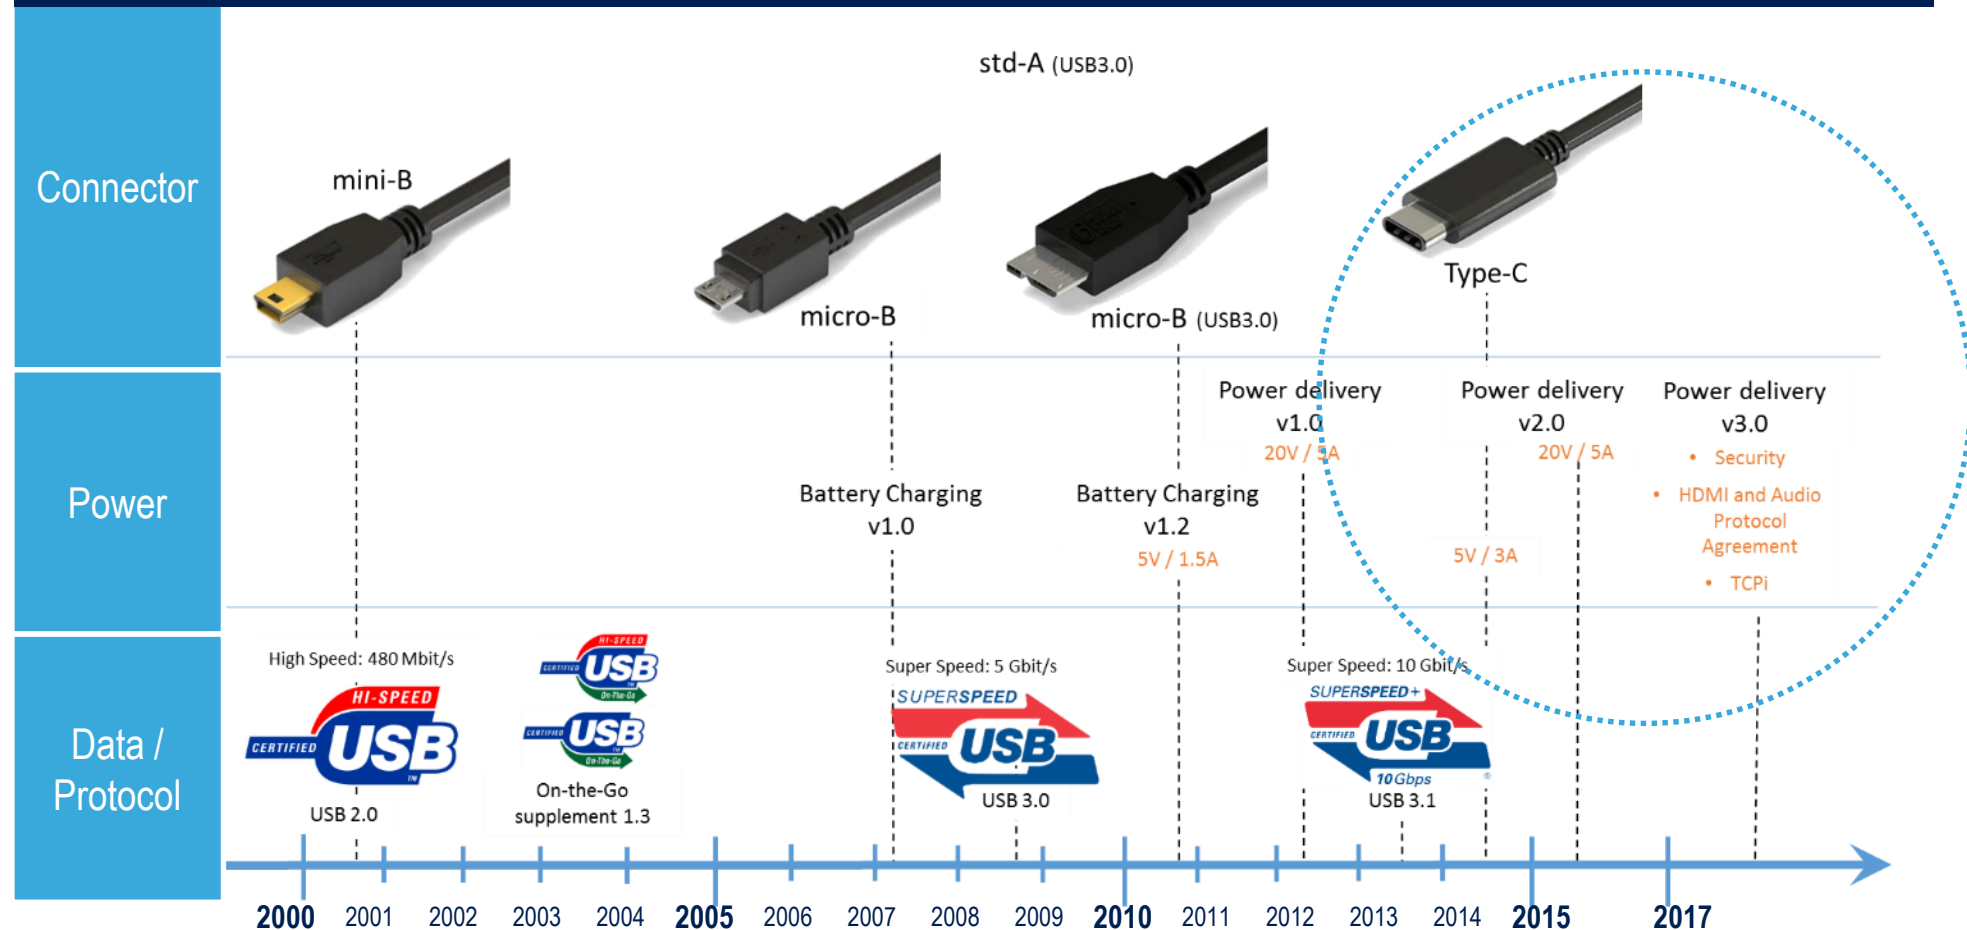 Connector
std-A (USB3.0)
mini-B
micro-B
micro-B (USB3.0)
Type-C
Power
Power delivery
v1.0
20V / 5A
Power delivery
v2.0
20V / 5A
Power delivery
v3.0
• Security
• HDMI and Audio
Protocol
Agreement
• TCPi
Battery Charging
v1.0
Battery Charging
v1.2
5V / 1.5A
5V / 3A
Data /
Protocol
High Speed: 480 Mbit/s
HI-SPEED
CERTIFIED USB
TM
USB 2.0
HI-SPEED
CERTIFIED USB
TM
On-The-Go
CERTIFIED USB
TM
On-The-Go
On-the-Go
supplement 1.3
Super Speed: 5 Gbit/s
SUPERSPEED
CERTIFIED USB
USB 3.0
Super Speed: 10 Gbit/s
SUPERSPEED+
CERTIFIED USB
10 Gbps
®
USB 3.1
2000 2001 2002 2003 2004 2005 2006 2007 2008 2009 2010 2011 2012 2013 2014 2015 2017